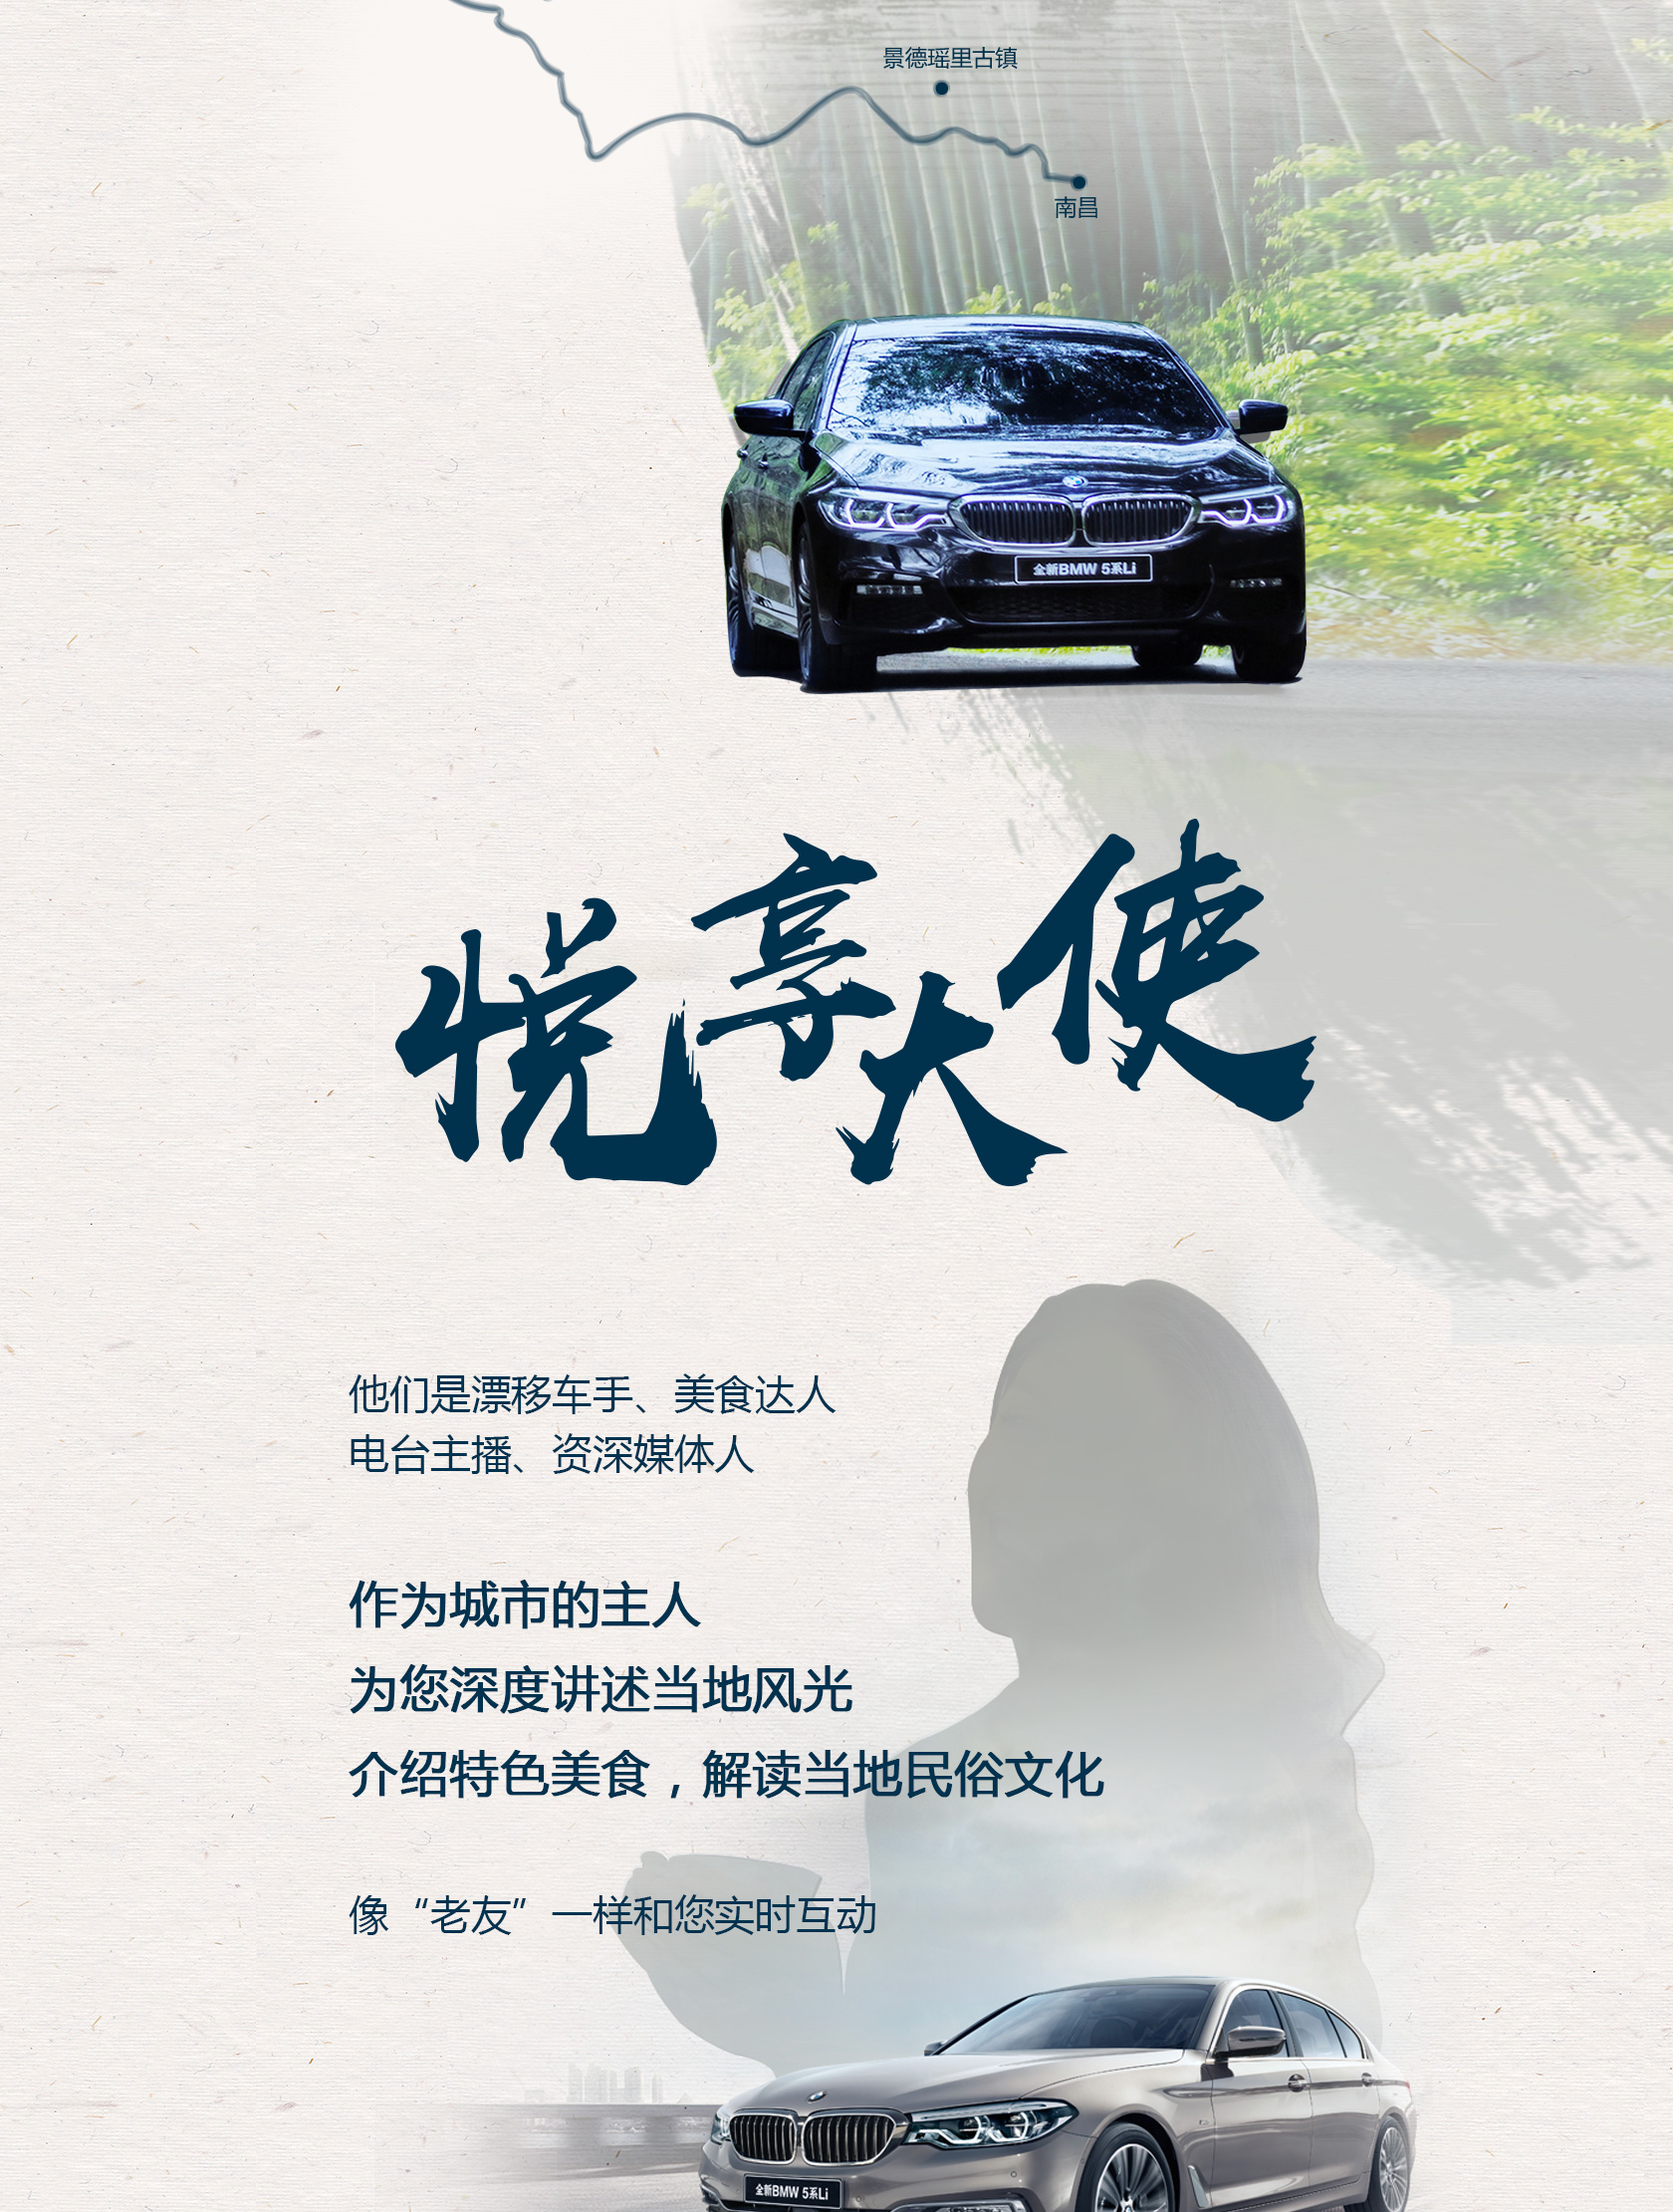 景德瑶里古镇
南昌
全新BMW 5系Li
悦享大使
他们是漂移车手、美食达人
电台主播、资深媒体人
作为城市的主人
为您深度讲述当地风光
介绍特色美食，解读当地民俗文化
像“老友”一样和您实时互动
全新BMW 5系Li